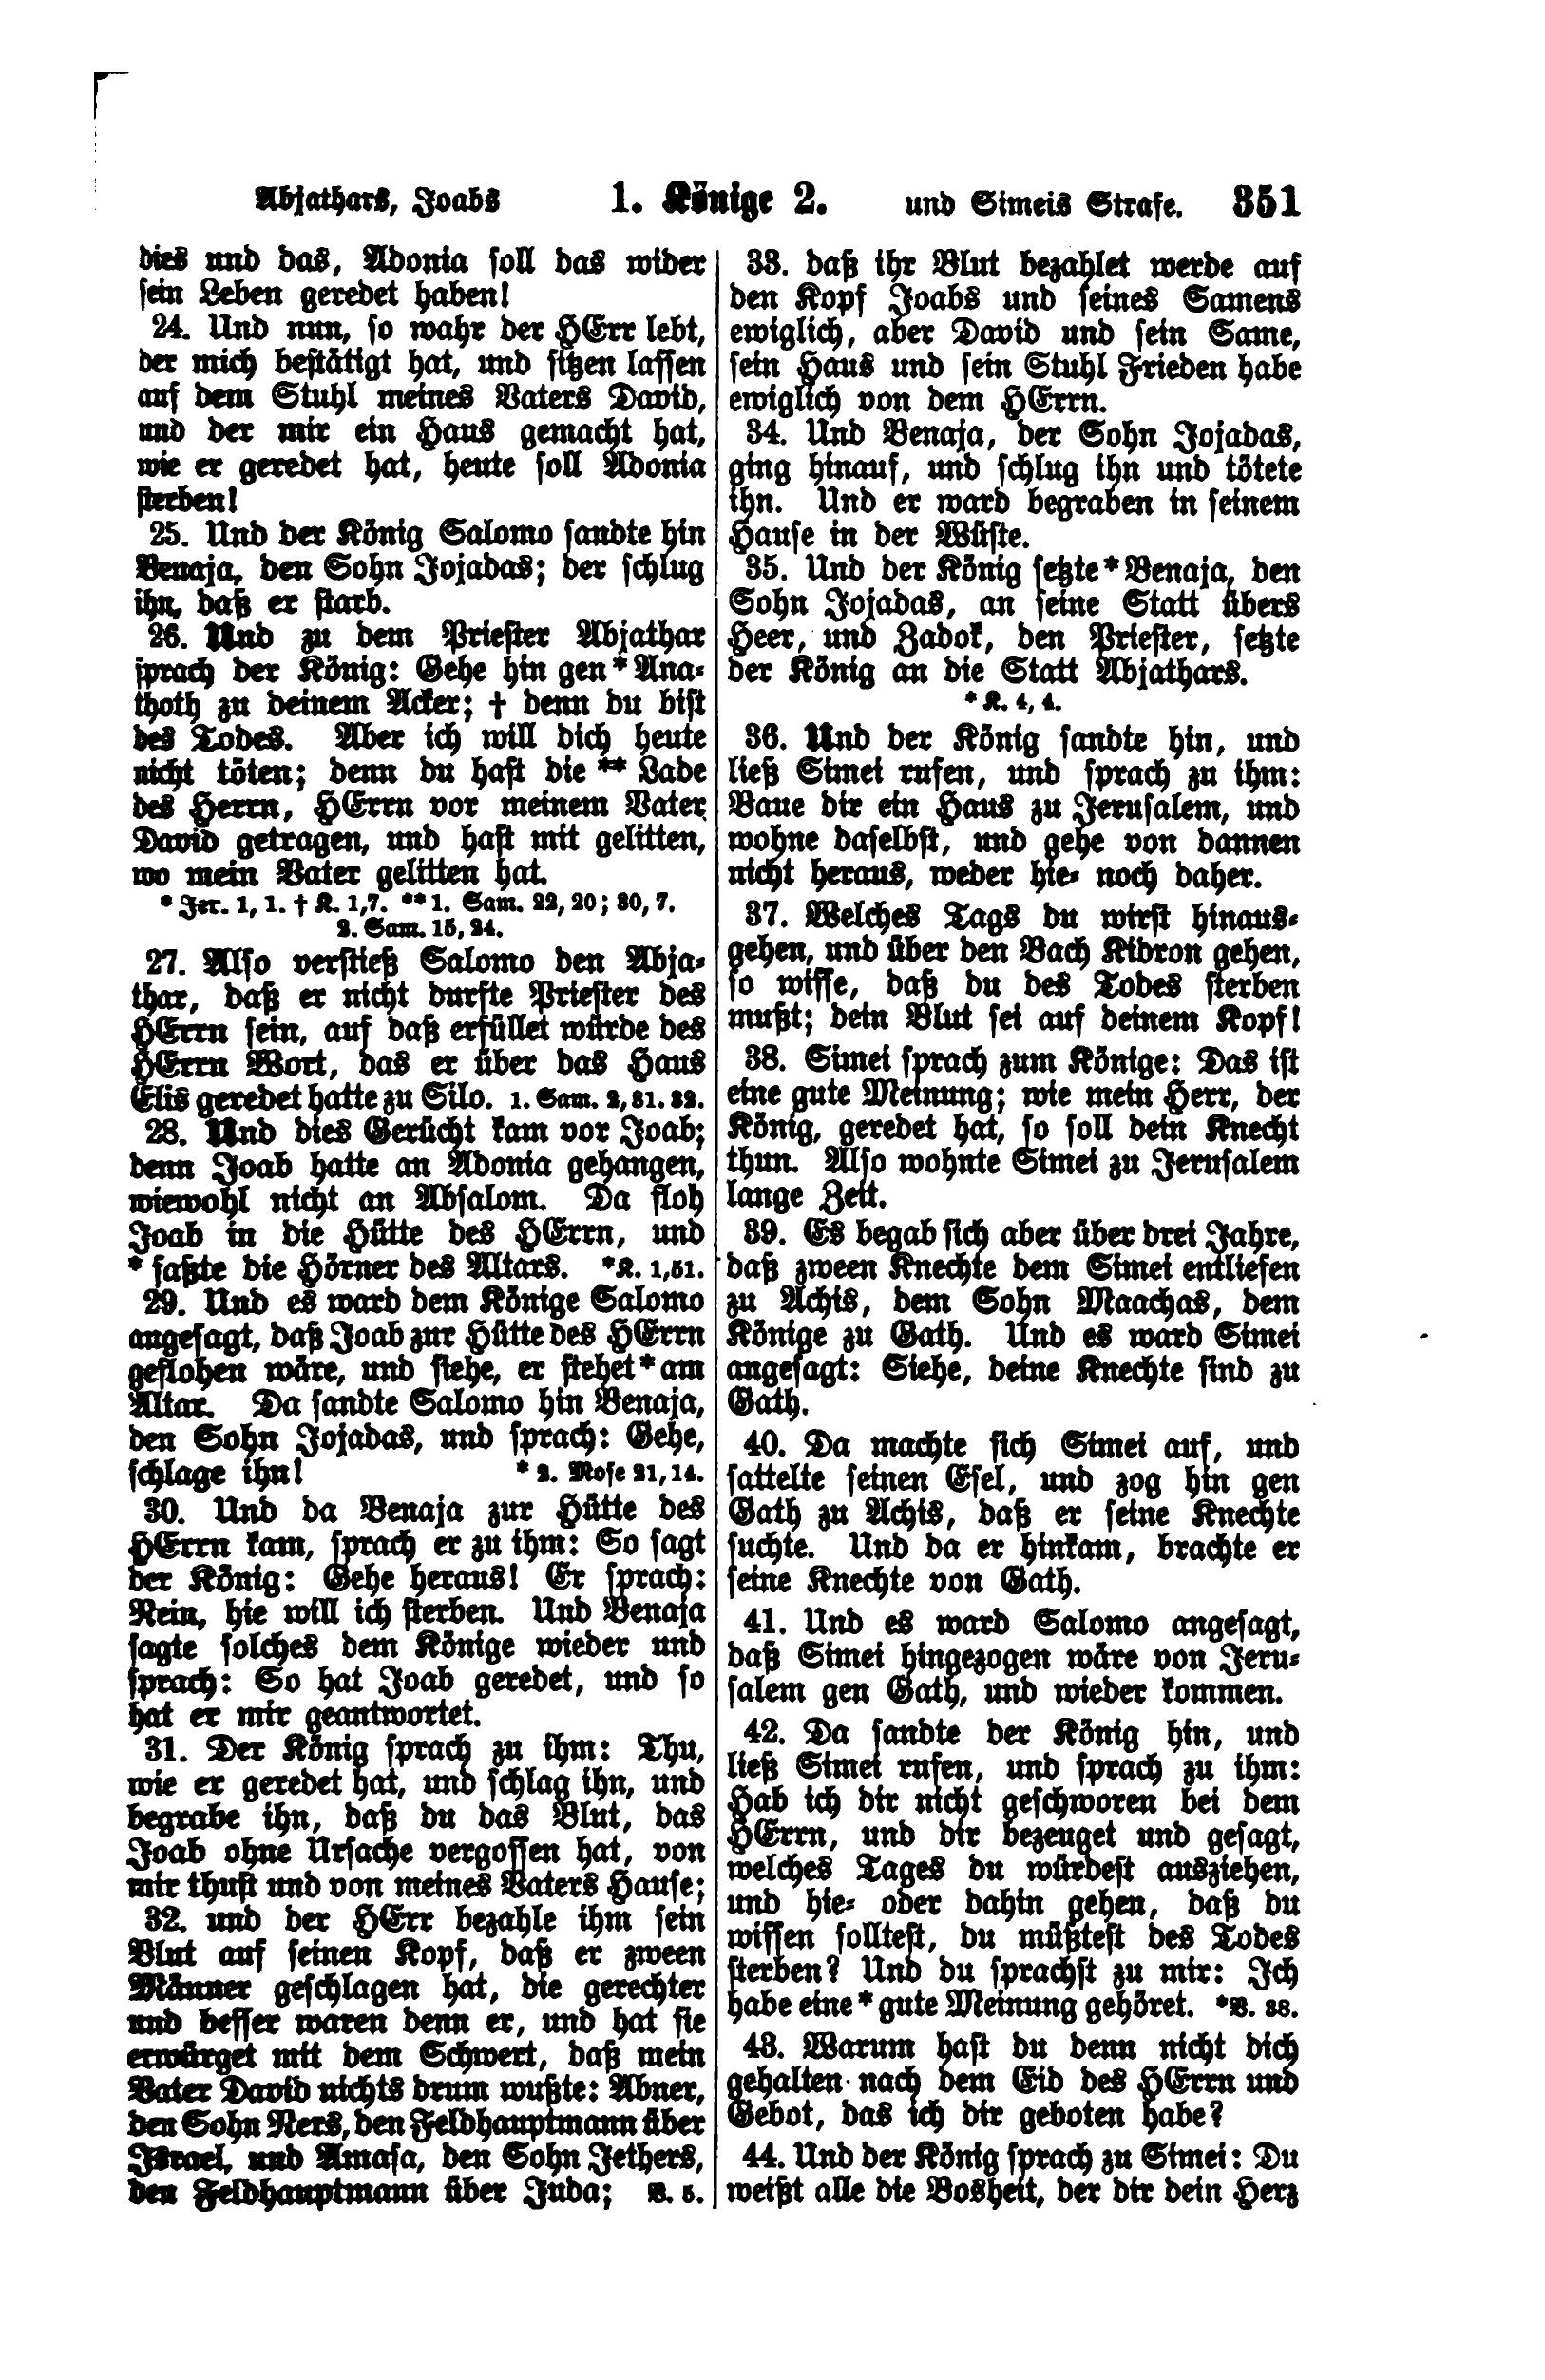 Abjathars, Joabs 1. Könige 2. und Simeis Strafe. 351
dies und das, Adonia soll das wider
sein Leben geredet haben!
24. Und nun, so wahr der HErr lebt,
der mich bestätigt hat, und sitzen lassen
auf dem Stuhl meines Vaters David,
und der mir ein Haus gemacht hat,
wie er geredet hat, heute soll Adonia
sterben!
25. Und der König Salomo sandte hin
Benaja, den Sohn Jojadas; der schlug
ihn, daß er starb.
26. Und zu dem Priester Abjathar
sprach der König: Gehe hin gen * Ana-
thoth zu deinem Acker; † denn du bist
des Todes. Aber ich will dich heute
nicht töten; denn du hast die ** Lade
des Herrn, HErrn vor meinem Vater
David getragen, und hast mit gelitten,
wo mein Vater gelitten hat.
* Jer. 1, 1. † K. 1,7. ** 1. Sam. 22, 20; 30, 7.
2. Sam. 15, 24.
27. Also verstieß Salomo den Abja-
thar, daß er nicht durfte Priester des
HErrn sein, auf daß erfüllet würde des
HErrn Wort, das er über das Haus
Elis geredet hatte zu Silo. 1. Sam. 2, 31. 32.
28. Und dies Gerücht kam vor Joab;
denn Joab hatte an Adonia gehangen,
wiewohl nicht an Absalom. Da floh
Joab in die Hütte des HErrn, und
* faßte die Hörner des Altars. * K. 1, 51.
29. Und es ward dem Könige Salomo
angesagt, daß Joab zur Hütte des HErrn
geflohen wäre, und siehe, er stehet * am
Altar. Da sandte Salomo hin Benaja,
den Sohn Jojadas, und sprach: Gehe,
schlage ihn! * 2. Mose 21, 14.
30. Und da Benaja zur Hütte des
HErrn kam, sprach er zu ihm: So sagt
der König: Gehe heraus! Er sprach:
Nein, hie will ich sterben. Und Benaja
sagte solches dem Könige wieder und
sprach: So hat Joab geredet, und so
hat er mir geantwortet.
31. Der König sprach zu ihm: Thu,
wie er geredet hat, und schlag ihn, und
begrabe ihn, daß du das Blut, das
Joab ohne Ursache vergossen hat, von
mir thust und von meines Vaters Hause;
32. und der HErr bezahle ihm sein
Blut auf seinen Kopf, daß er zween
Männer geschlagen hat, die gerechter
und besser waren denn er, und hat sie
erwürget mit dem Schwert, daß mein
Vater David nichts drum wußte: Abner,
den Sohn Ners, den Feldhauptmann über
Israel, und Amasa, den Sohn Jethers,
den Feldhauptmann über Juda; V. 5.
33. daß ihr Blut bezahlet werde auf
den Kopf Joabs und seines Samens
ewiglich, aber David und sein Same,
sein Haus und sein Stuhl Frieden habe
ewiglich von dem HErrn.
34. Und Benaja, der Sohn Jojadas,
ging hinauf, und schlug ihn und tötete
ihn. Und er ward begraben in seinem
Hause in der Wüste.
35. Und der König setzte * Benaja, den
Sohn Jojadas, an seine Statt übers
Heer, und Zadok, den Priester, setzte
der König an die Statt Abjathars.
* K. 4, 4.
36. Und der König sandte hin, und
ließ Simei rufen, und sprach zu ihm:
Baue dir ein Haus zu Jerusalem, und
wohne daselbst, und gehe von dannen
nicht heraus, weder hie- noch daher.
37. Welches Tags du wirst hinaus-
gehen, und über den Bach Kidron gehen,
so wisse, daß du des Todes sterben
mußt; dein Blut sei auf deinem Kopf!
38. Simei sprach zum Könige: Das ist
eine gute Meinung; wie mein Herr, der
König, geredet hat, so soll dein Knecht
thun. Also wohnte Simei zu Jerusalem
lange Zeit.
39. Es begab sich aber über drei Jahre,
daß zween Knechte dem Simei entliefen
zu Achis, dem Sohn Maachas, dem
Könige zu Gath. Und es ward Simei
angesagt: Siehe, deine Knechte sind zu
Gath.
40. Da machte sich Simei auf, und
sattelte seinen Esel, und zog hin gen
Gath zu Achis, daß er seine Knechte
suchte. Und da er hinkam, brachte er
seine Knechte von Gath.
41. Und es ward Salomo angesagt,
daß Simei hingezogen wäre von Jeru-
salem gen Gath, und wieder kommen.
42. Da sandte der König hin, und
ließ Simei rufen, und sprach zu ihm:
Hab ich dir nicht geschworen bei dem
HErrn, und dir bezeuget und gesagt,
welches Tages du würdest ausziehen,
und hie- oder dahin gehen, daß du
wissen solltest, du müßtest des Todes
sterben? Und du sprachst zu mir: Ich
habe eine * gute Meinung gehöret. * V. 38.
43. Warum hast du denn nicht dich
gehalten nach dem Eid des HErrn und
Gebot, das ich dir geboten habe?
44. Und der König sprach zu Simei: Du
weißt alle die Bosheit, der dir dein Herz